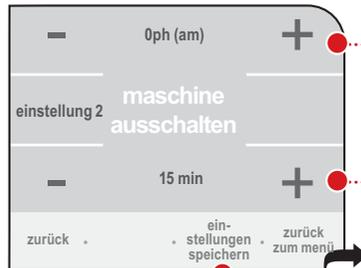 - 0ph (am) +
einstellung 2
maschine
ausschalten
- 15 min +
zurück
ein-
stellungen
speichern
zurück
zum menü